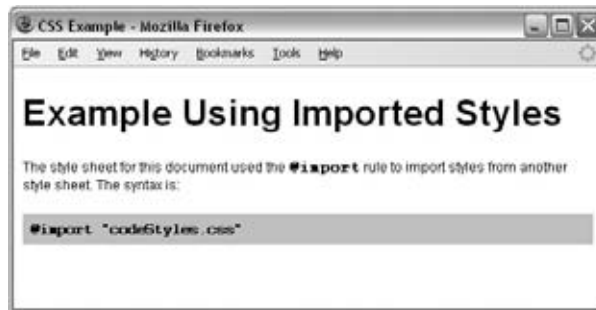 CSS Example - Mozilla Firefox
File Edit View History Bookmarks Tools Help
Example Using Imported Styles
The style sheet for this document used the @import rule to import styles from another
style sheet. The syntax is:
@import "codeStyles.css"